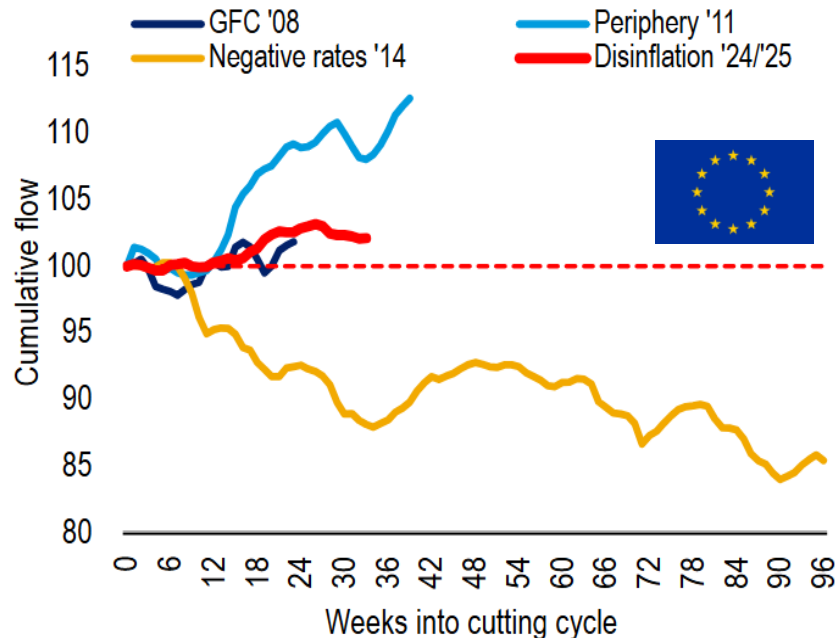 GFC '08
Periphery '11
Negative rates '14
Disinflation '24/'25
Cumulative flow
115
110
105
100
95
90
85
80
0 6 12 18 24 30 36 42 48 54 60 66 72 78 84 90 96
Weeks into cutting cycle